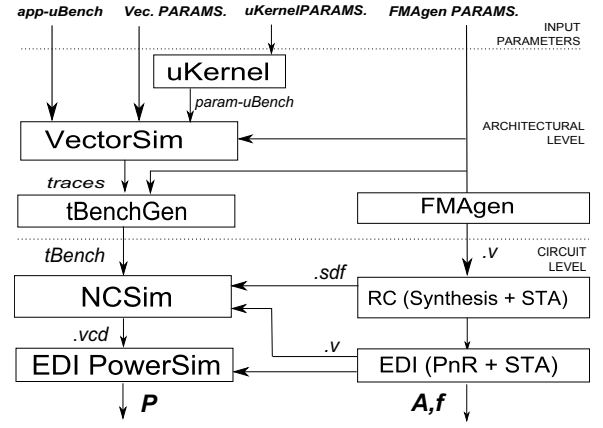 app-uBench Vec. PARAMS. uKernelPARAMS. FMAgen PARAMS.
INPUT
PARAMETERS
uKernel
param-uBench
ARCHITECTURAL
LEVEL
VectorSim
traces
tBenchGen
FMAgen
CIRCUIT
LEVEL
tBench
.v
.sdf
NCSim
RC (Synthesis + STA)
.vcd
.v
EDI PowerSim
EDI (PnR + STA)
P
A,f